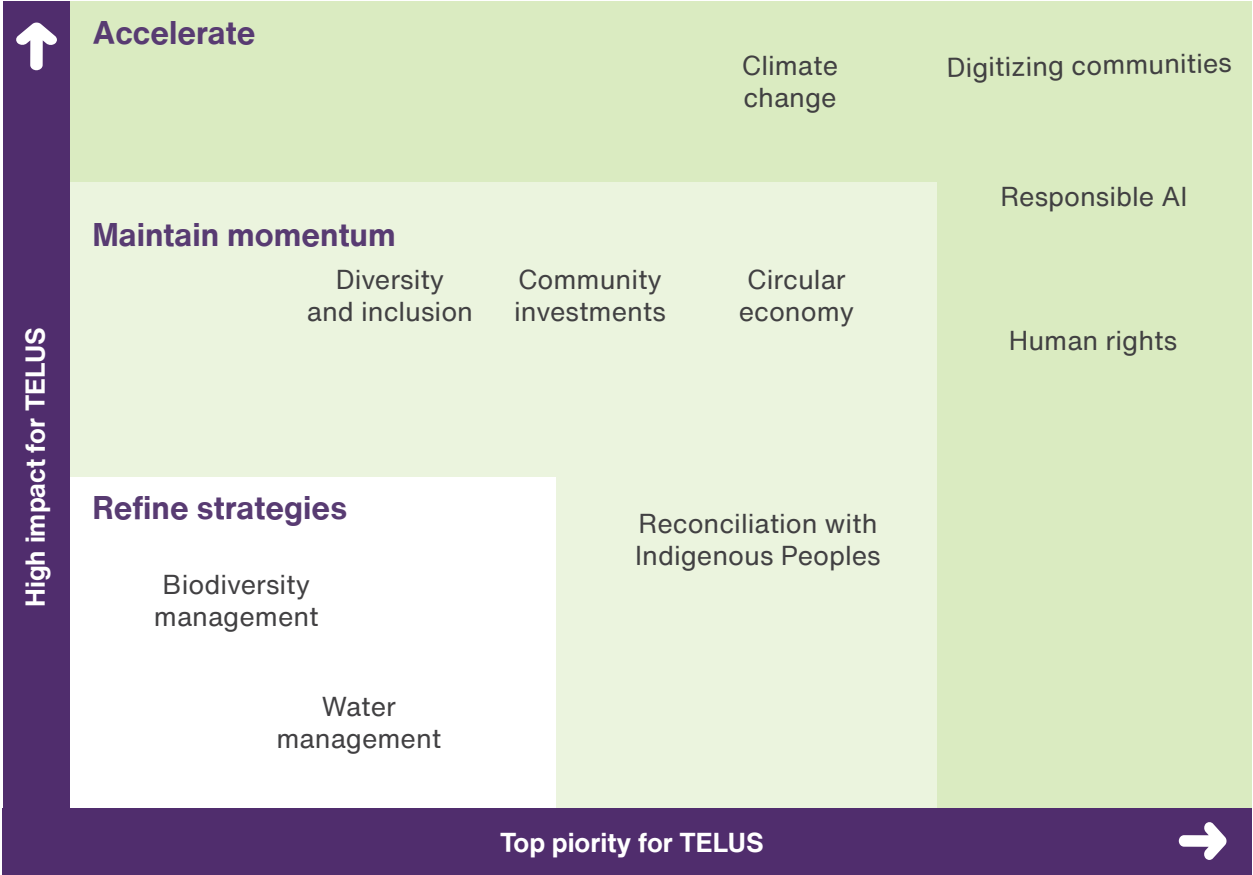 Accelerate
Climate
change
Digitizing communities
Responsible AI
Human rights
Maintain momentum
Diversity
and inclusion
Community
investments
Circular
economy
Reconciliation with
Indigenous Peoples
Refine strategies
Biodiversity
management
Water
management
High impact for TELUS
Top piority for TELUS